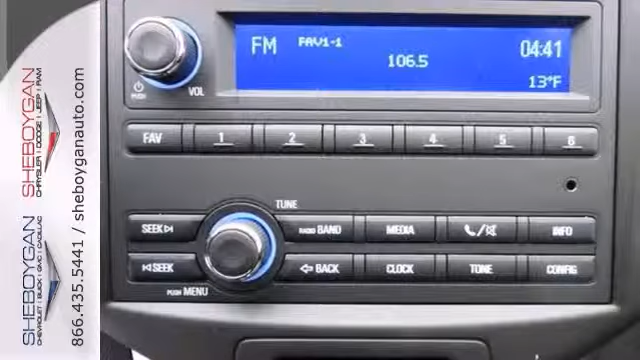 FM FAV1-1 106.5 04:41
13°F
PUSH VOL
FAV 1 2 3 4 5 6
TUNE
SEEK RADIO BAND MEDIA INFO
SEEK BACK CLOCK TONE CONFIG
PUSH MENU
SHEBOYGAN
CHRYSLER | DODGE | JEEP | RAM
SHEBOYGAN
CHEVROLET | BUICK | GMC | CADILLAC
866.435.5441 / sheboyganauto.com